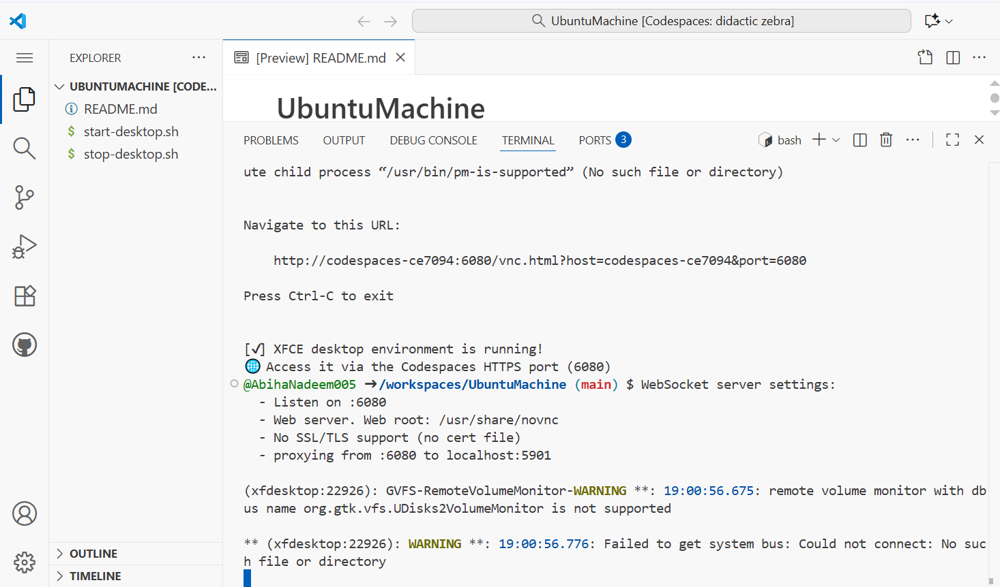 UbuntuMachine [Codespaces: didactic zebra]
EXPLORER
[Preview] README.md
UBUNTUMACHINE [CODE...
README.md
$ start-desktop.sh
$ stop-desktop.sh
OUTLINE
TIMELINE
UbuntuMachine
PROBLEMS OUTPUT DEBUG CONSOLE TERMINAL PORTS 3 bash
ute child process “/usr/bin/pm-is-supported” (No such file or directory)
Navigate to this URL:
http://codespaces-ce7094:6080/vnc.html?host=codespaces-ce7094&port=6080
Press Ctrl-C to exit
[✓] XFCE desktop environment is running!
🌐 Access it via the Codespaces HTTPS port (6080)
@AbihaNadeem005 ➜/workspaces/UbuntuMachine (main) $ WebSocket server settings:
- Listen on :6080
- Web server. Web root: /usr/share/novnc
- No SSL/TLS support (no cert file)
- proxying from :6080 to localhost:5901
(xfdesktop:22926): GVFS-RemoteVolumeMonitor-WARNING **: 19:00:56.675: remote volume monitor with db
us name org.gtk.vfs.UDisks2VolumeMonitor is not supported
** (xfdesktop:22926): WARNING **: 19:00:56.776: Failed to get system bus: Could not connect: No suc
h file or directory